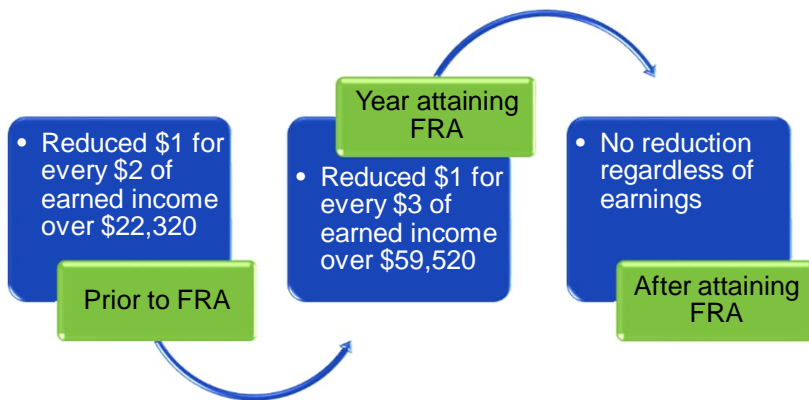 • Reduced $1 for
every $2 of
earned income
over $22,320
Prior to FRA
Year attaining
FRA
• Reduced $1 for
every $3 of
earned income
over $59,520
• No reduction
regardless of
earnings
After attaining
FRA